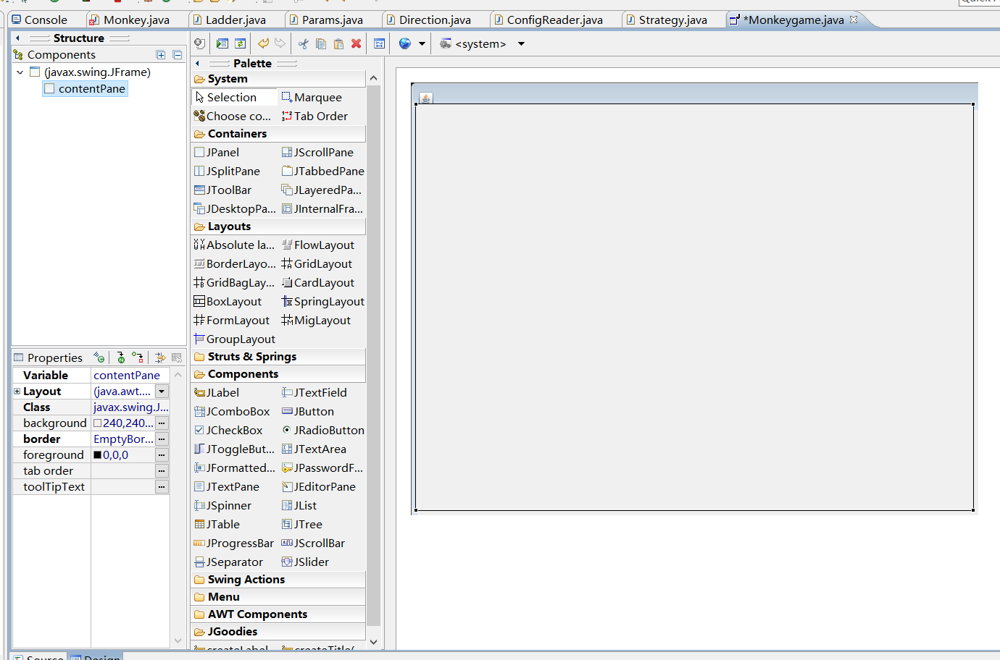 Console
Monkey.java
Ladder.java
Params.java
Direction.java
ConfigReader.java
Strategy.java
*Monkeygame.java
Structure
Components
(javax.swing.JFrame)
contentPane
<system>
Palette
System
Selection
Marquee
Choose co...
Tab Order
Containers
JPanel
JScrollPane
JSplitPane
JTabbedPane
JToolBar
JLayeredPa...
JDesktopPa...
JInternalFra...
Layouts
Absolute la...
FlowLayout
BorderLayo...
GridLayout
GridBagLay...
CardLayout
BoxLayout
SpringLayout
FormLayout
MigLayout
GroupLayout
Struts & Springs
Components
JLabel
JTextField
JComboBox
JButton
JCheckBox
JRadioButton
JToggleBut...
JTextArea
JFormatted...
JPasswordF...
JTextPane
JEditorPane
JSpinner
JList
JTable
JTree
JProgressBar
JScrollBar
JSeparator
JSlider
Swing Actions
Menu
AWT Components
JGoodies
createLabel
createTitle(
Properties
Variable contentPane
Layout (java.awt....
Class javax.swing.J...
background 240,240...
border EmptyBor...
foreground 0,0,0
tab order
toolTipText
Source
Design